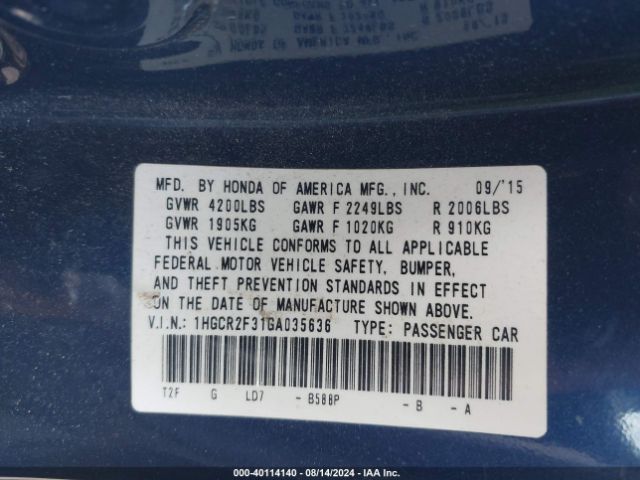 MFD. BY HONDA OF AMERICA MFG., INC. 09/'15
GVWR 4200LBS GAWR F 2249LBS R 2006LBS
GVWR 1905KG GAWR F 1020KG R 910KG
THIS VEHICLE CONFORMS TO ALL APPLICABLE
FEDERAL MOTOR VEHICLE SAFETY, BUMPER,
AND THEFT PREVENTION STANDARDS IN EFFECT
ON THE DATE OF MANUFACTURE SHOWN ABOVE.
V.I.N.: 1HGCR2F31GA035636 TYPE: PASSENGER CAR
T2F G LD7 - B588P - B - A
000-40114140 - 08/14/2024 - IAA Inc.